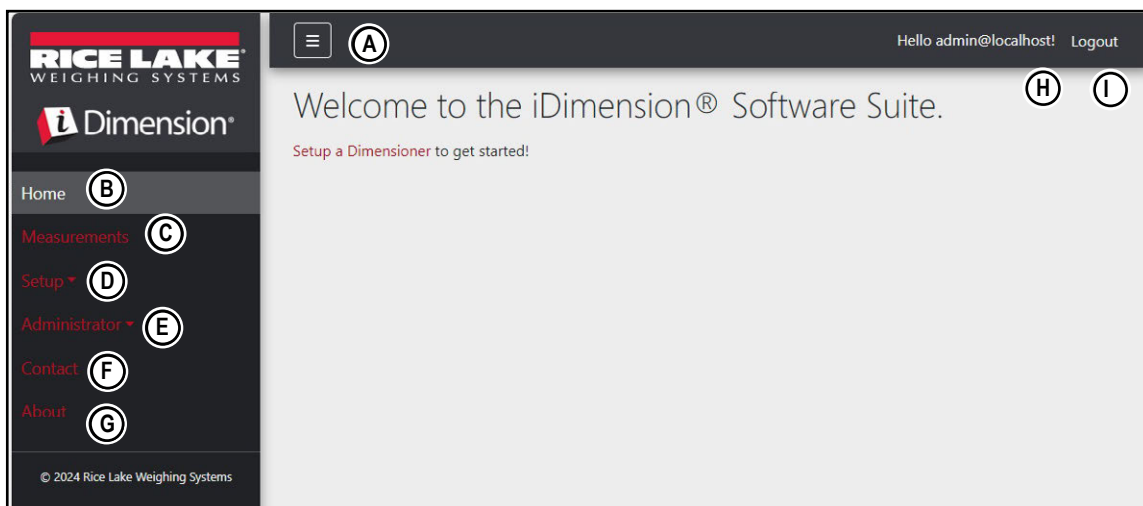 RICE LAKE®
WEIGHING SYSTEMS
i Dimension®
☰ A
Hello admin@localhost! Logout
H I
Welcome to the iDimension® Software Suite.
Setup a Dimensioner to get started!
Home B
Measurements C
Setup D
Administrator E
Contact F
About G
© 2024 Rice Lake Weighing Systems